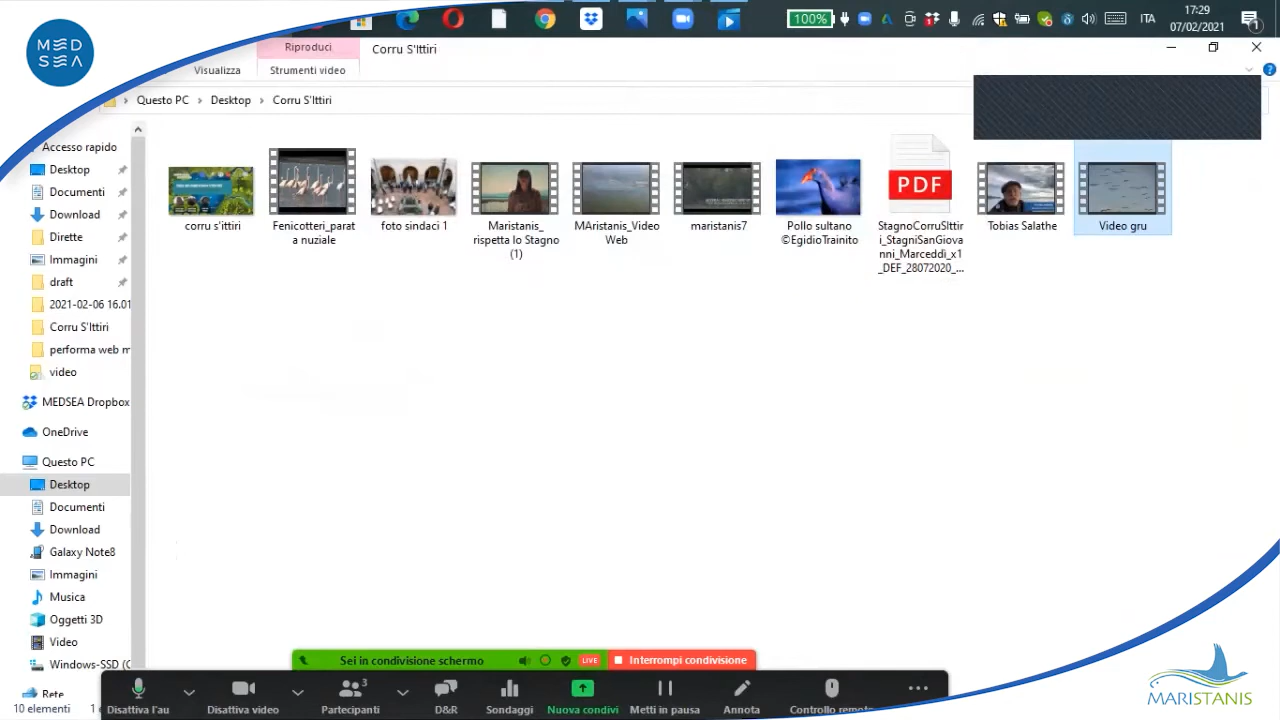 MED
SEA
100%
ITA
17:29
07/02/2021
1
Riproduci
Corru S'Ittiri
Visualizza
Strumenti video
Questo PC > Desktop > Corru S'Ittiri
Accesso rapido
Desktop
Documenti
Download
Dirette
Immagini
draft
2021-02-06 16.01
Corru S'Ittiri
performa web m
video
MEDSEA Dropbox
OneDrive
Questo PC
Desktop
Documenti
Download
Galaxy Note8
Immagini
Musica
Oggetti 3D
Video
Windows-SSD (C
Rete
10 elementi
corru s'ittiri
Fenicotteri_parat
a nuziale
foto sindaci 1
Maristanis_
rispetta lo Stagno
(1)
MAristanis_Video
Web
maristanis7
Pollo sultano
©EgidioTrainito
PDF
StagnoCorruSIttir
i_StagniSanGiova
nni_Marceddì_x1
_DEF_28072020_...
Tobias Salathe
Video gru
Sei in condivisione schermo
LIVE
Interrompi condivisione
Disattiva l'au
Disattiva video
3
Partecipanti
D&R
Sondaggi
Nuova condivi
Metti in pausa
Annota
Controllo remoto
MARISTANIS